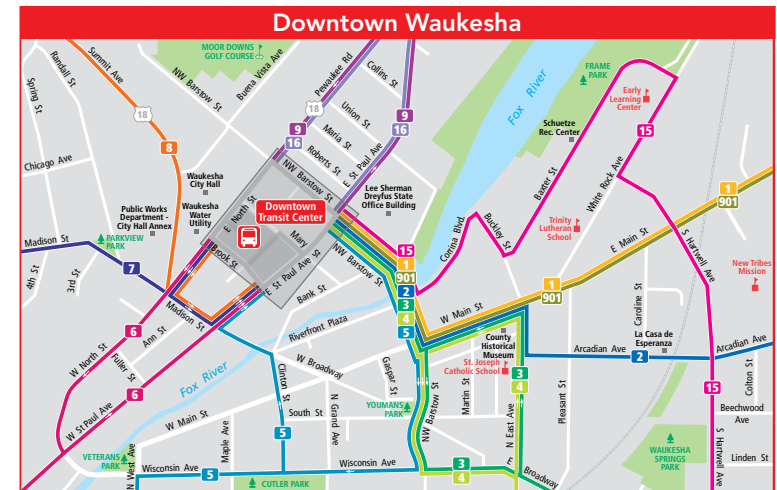 Downtown Waukesha
MOOR DOWNS
GOLF COURSE
Summit Ave
Randall St
Spring St
NW Barstow St
Buena Vista Ave
Pewaukee Rd
Collins St
18
18
Union St
Maria St
Roberts St
E St Paul Ave
9
16
9
16
8
Fox River
FRAME
PARK
Early
Learning
Center
Schuetze
Rec. Center
15
Chicago Ave
Waukesha
City Hall
NW Barstow St
Lee Sherman
Dreyfus State
Office Building
Baxter St
White Rock Ave
1
901
Public Works
Department -
City Hall Annex
Waukesha
Water
Utility
E North St
Downtown
Transit Center
Mary St
Brook St
E St Paul Ave
NW Barstow St
Bank St
Corrina Blvd.
Buckley St
Trinity
Lutheran
School
E Main St
S Hartwell Ave
Madison St
PARKVIEW
PARK
7
4th St
3rd St
15
1
901
2
3
4
5
New Tribes
Mission
1
901
Madison St
6
Ann St
Fuller St
W North St
Riverfront Plaza
W Main St
Caroline St
La Casa de
Esperanza
County
Historical
Museum
Arcadian Ave
2
Arcadian Ave
St. Joseph
Catholic School
W Broadway
Fox River
Clinton St
Gaspar St
6
W St Paul Ave
3
4
Martin St
Pleasant St
15
Colton St
Beechwood
Ave
YOUMANS
PARK
South St
N Grand Ave
W Main St
Maple Ave
5
NW Barstow St
N East Ave
S Hartwell Ave
WAUKESHA
SPRINGS
PARK
Linden St
VETERANS
PARK
N West Ave
Wisconsin Ave
5
Wisconsin Ave
CUTLER PARK
3
4
E Broadway